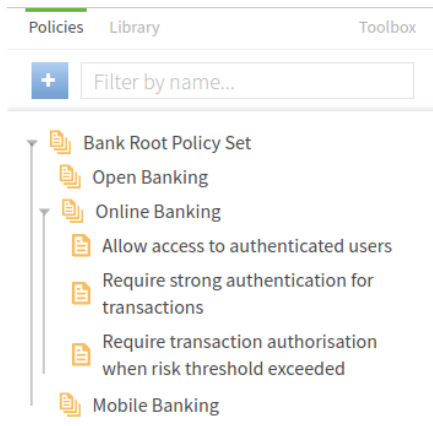 Policies Library Toolbox
+ Filter by name...
Bank Root Policy Set
Open Banking
Online Banking
Allow access to authenticated users
Require strong authentication for
transactions
Require transaction authorisation
when risk threshold exceeded
Mobile Banking